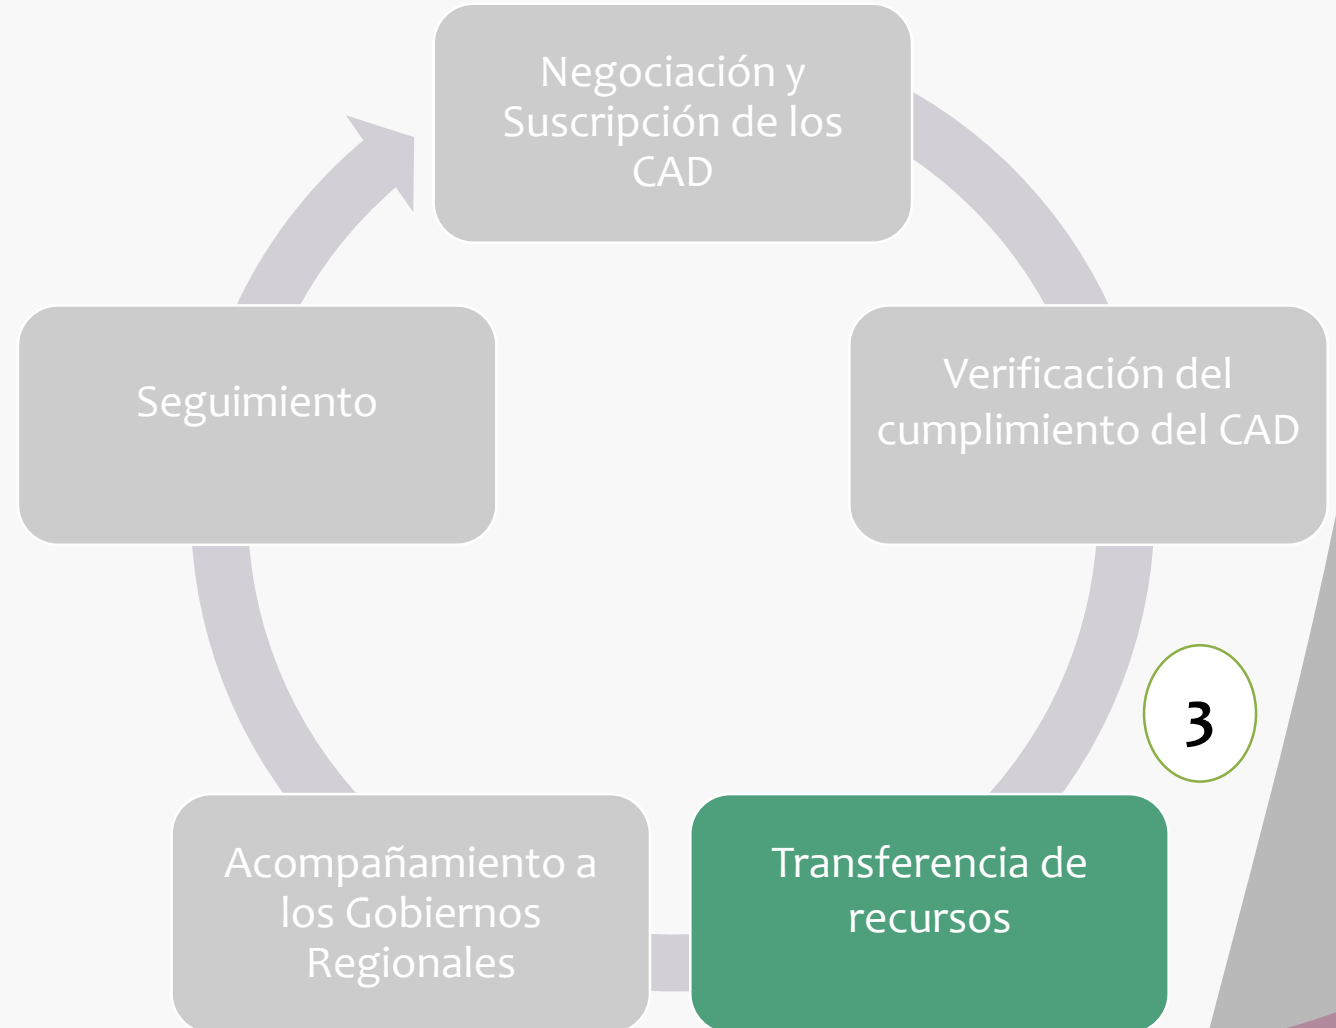 Negociación y
Suscripción de los
CAD
Verificación del
cumplimiento del CAD
3
Transferencia de
recursos
Acompañamiento a
los Gobiernos
Regionales
Seguimiento